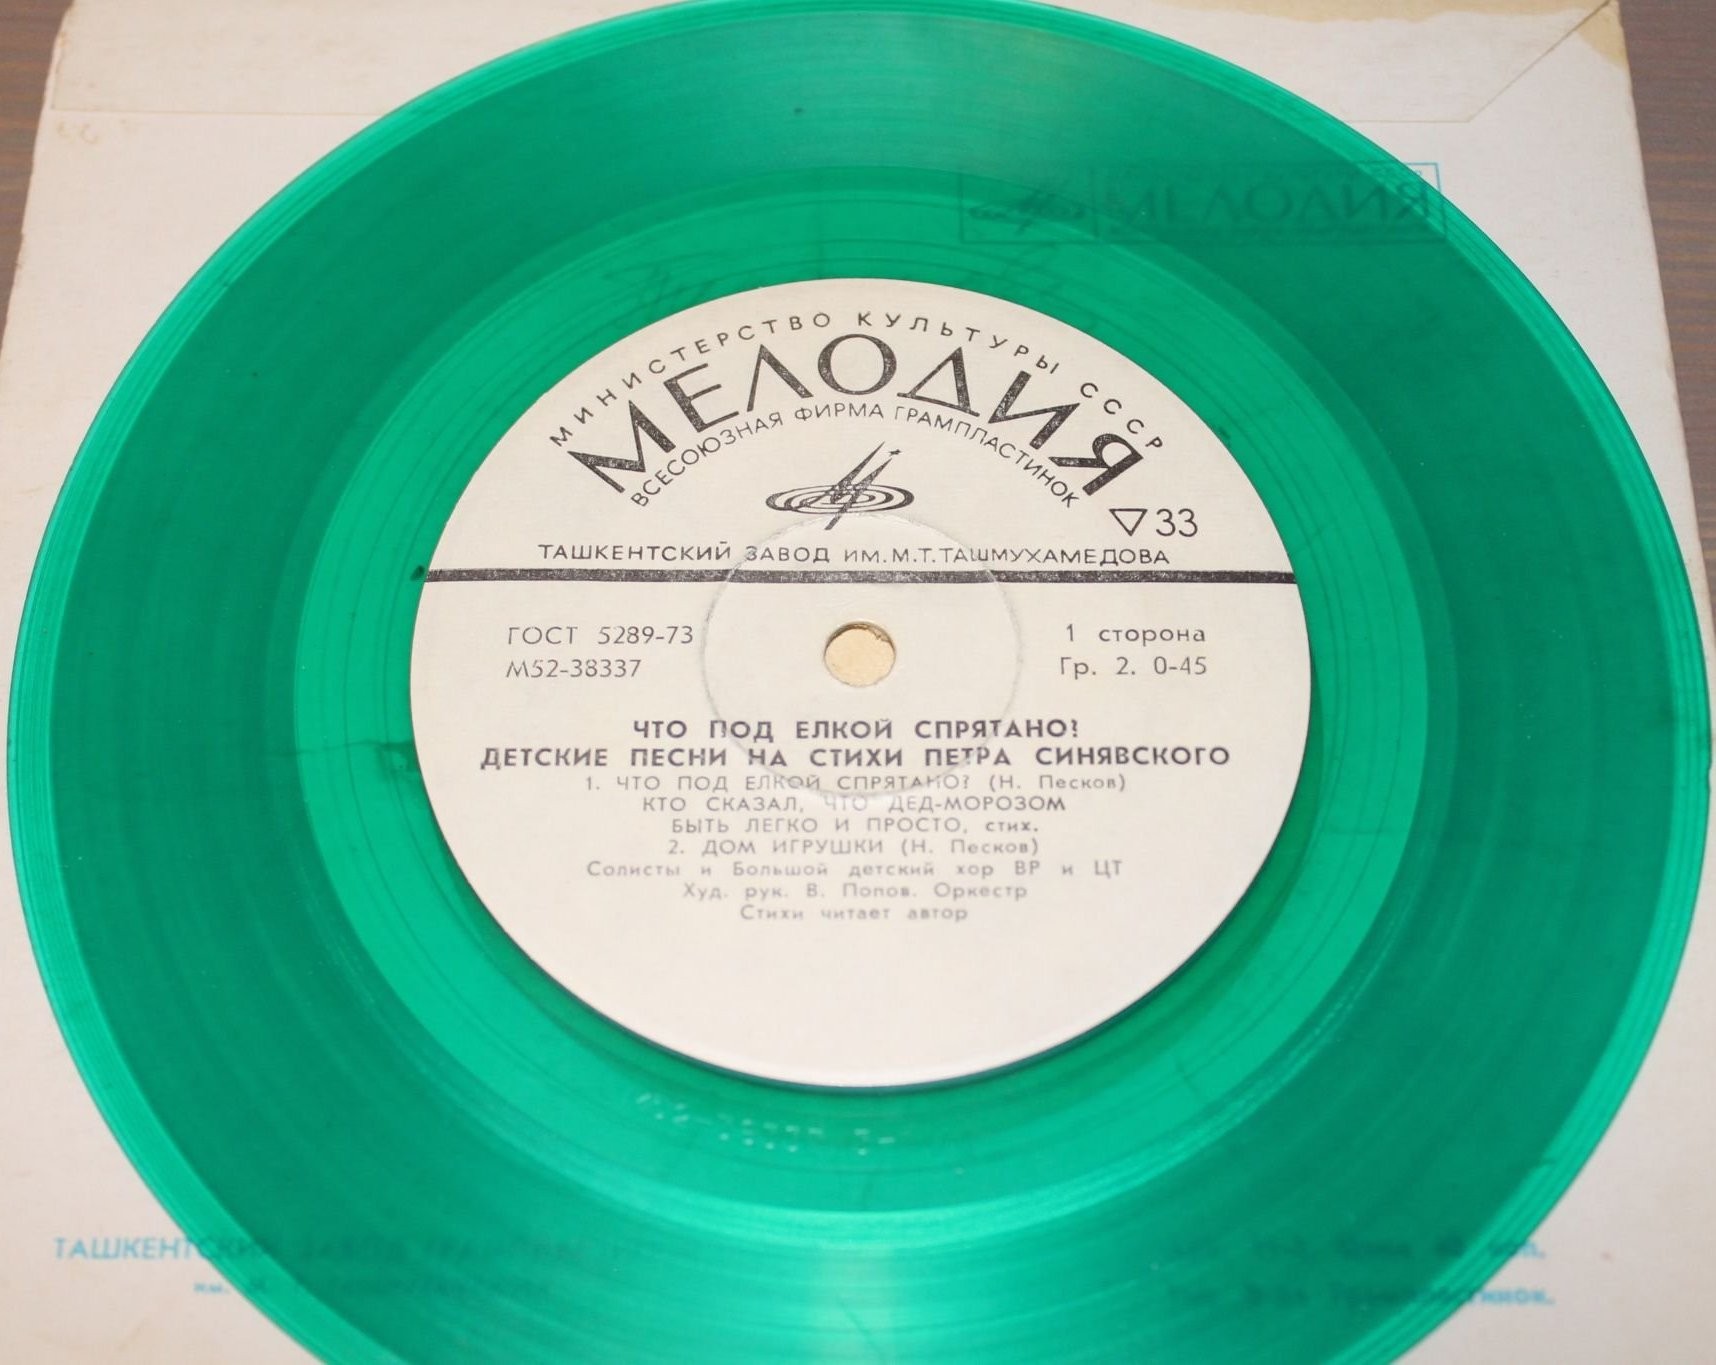 МЕЛОДИЯ
МИНИСТЕРСТВО КУЛЬТУРЫ СССР
МЕЛОДИЯ
ВСЕСОЮЗНАЯ ФИРМА ГРАМПЛАСТИНОК
33
ТАШКЕНТСКИЙ ЗАВОД ИМ. М.Т.ТАШМУХАМЕДОВА
ГОСТ 5289-73
М52-38337
1 сторона
Гр. 2. 0-45
ЧТО ПОД ЕЛКОЙ СПРЯТАНО?
ДЕТСКИЕ ПЕСНИ НА СТИХИ ПЕТРА СИНЯВСКОГО
1. ЧТО ПОД ЕЛКОЙ СПРЯТАНО? (Н. Песков)
КТО СКАЗАЛ, ЧТО ДЕД-МОРОЗОМ
БЫТЬ ЛЕГКО И ПРОСТО, стих.
2. ДОМ ИГРУШКИ (Н. Песков)
Солисты и Большой детский хор ВР и ЦТ
Худ. рук. В. Попов. Оркестр
Стихи читает автор
ТАШКЕНТСКИЙ ЗАВОД
им.